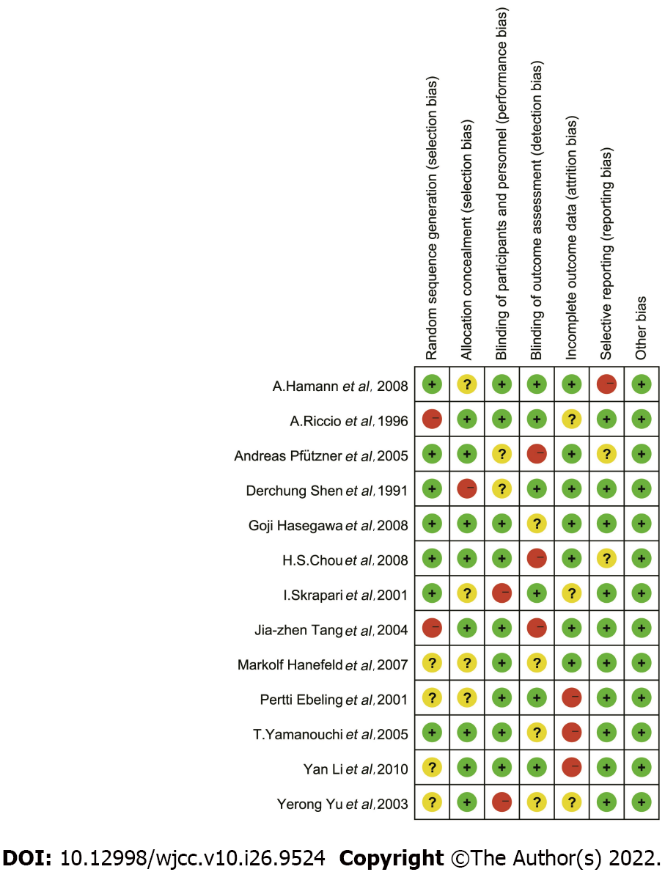 Random sequence generation (selection bias)
Allocation concealment (selection bias)
Blinding of participants and personnel (performance bias)
Blinding of outcome assessment (detection bias)
Incomplete outcome data (attrition bias)
Selective reporting (reporting bias)
Other bias
A.Hamann et al, 2008 + ? + + + - +
A.Riccio et al,1996 - + + + ? + +
Andreas Pfützner et al,2005 + + ? - + ? +
Derchung Shen et al,1991 + - ? + + + +
Goji Hasegawa et al,2008 + + + ? + + +
H.S.Chou et al,2008 + + + - + ? +
I.Skrapari et al,2001 + ? - + ? + +
Jia-zhen Tang et al,2004 - + + - + + +
Markolf Hanefeld et al,2007 ? ? + ? + + +
Pertti Ebeling et al,2001 ? ? + + - + +
T.Yamanouchi et al,2005 + + + ? - + +
Yan Li et al,2010 ? + + + - + +
Yerong Yu et al,2003 ? + - ? ? + +
DOI: 10.12998/wjcc.v10.i26.9524 Copyright ©The Author(s) 2022.